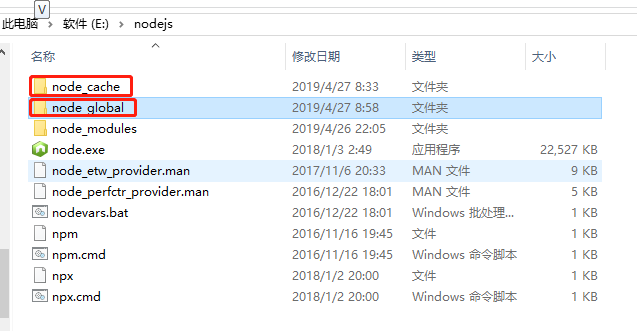 V
此电脑 > 软件 (E:) > nodejs
名称 修改日期 类型 大小
node_cache 2019/4/27 8:33 文件夹
node_global 2019/4/27 8:58 文件夹
node_modules 2019/4/26 22:05 文件夹
node.exe 2018/1/3 2:49 应用程序 22,527 KB
node_etw_provider.man 2017/11/6 20:33 MAN 文件 9 KB
node_perfctr_provider.man 2016/12/22 18:01 MAN 文件 5 KB
nodevars.bat 2016/12/22 18:01 Windows 批处理... 1 KB
npm 2016/11/16 19:45 文件 1 KB
npm.cmd 2016/11/16 19:45 Windows 命令脚本 1 KB
npx 2018/1/2 20:00 文件 1 KB
npx.cmd 2018/1/2 20:00 Windows 命令脚本 1 KB